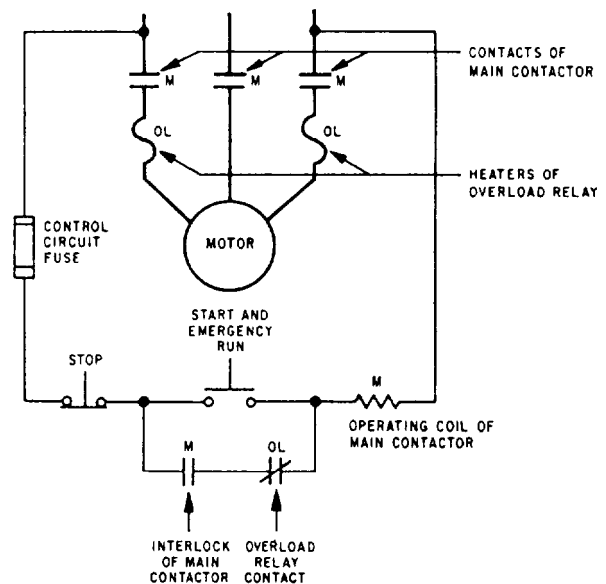 CONTACTS OF
MAIN CONTACTOR
M
M
M
OL
OL
HEATERS OF
OVERLOAD RELAY
CONTROL
CIRCUIT
FUSE
MOTOR
START AND
EMERGENCY
RUN
STOP
M
OPERATING COIL OF
MAIN CONTACTOR
M
OL
INTERLOCK
OF MAIN
CONTACTOR
OVERLOAD
RELAY
CONTACT